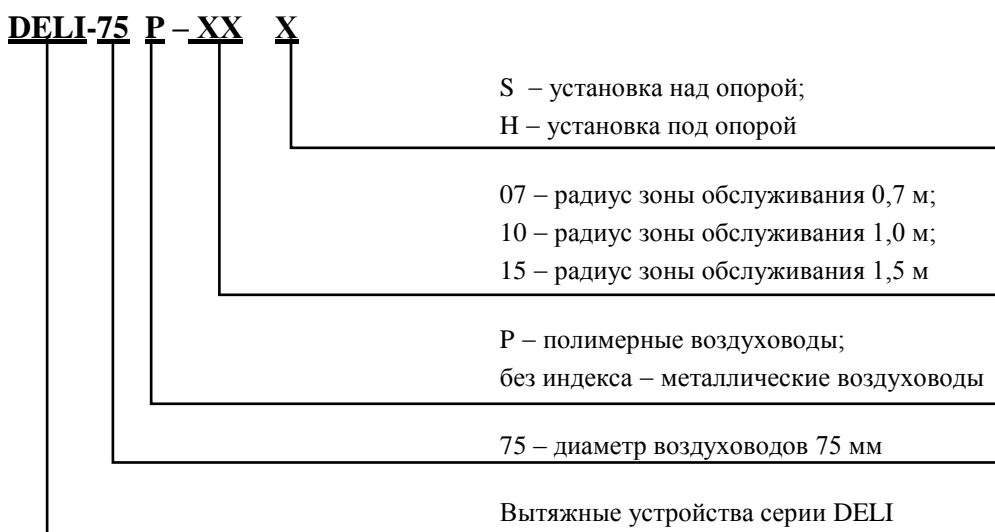 DELI-75 P – XX X
S – установка над опорой;
H – установка под опорой
07 – радиус зоны обслуживания 0,7 м;
10 – радиус зоны обслуживания 1,0 м;
15 – радиус зоны обслуживания 1,5 м
P – полимерные воздуховоды;
без индекса – металлические воздуховоды
75 – диаметр воздуховодов 75 мм
Вытяжные устройства серии DELI